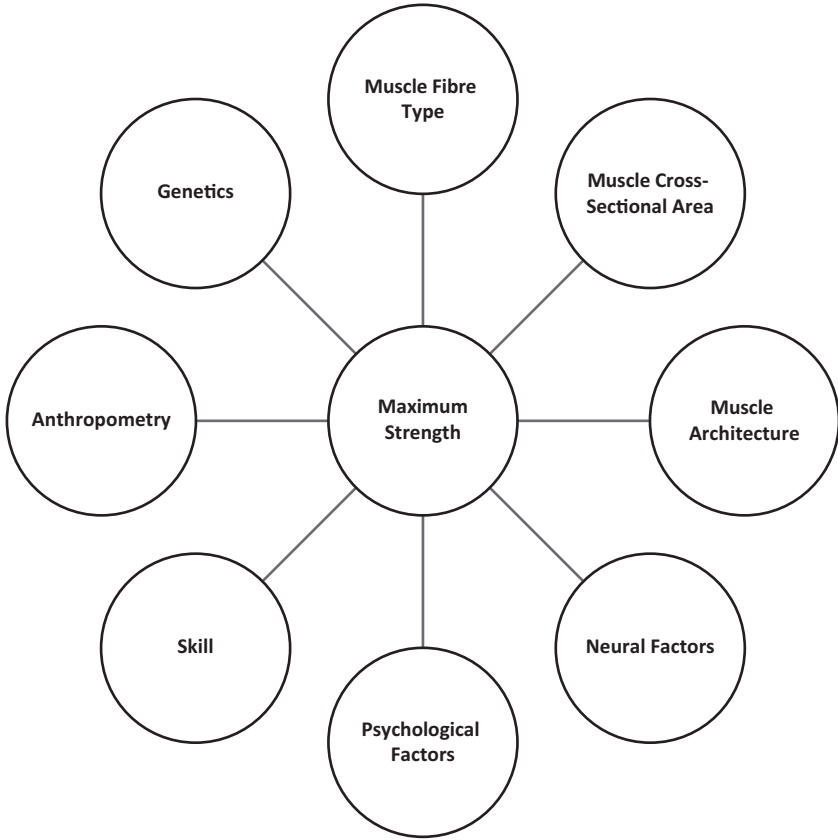 Muscle Fibre
Type
Genetics
Muscle Cross-
Sectional Area
Anthropometry
Maximum
Strength
Muscle
Architecture
Skill
Neural Factors
Psychological
Factors